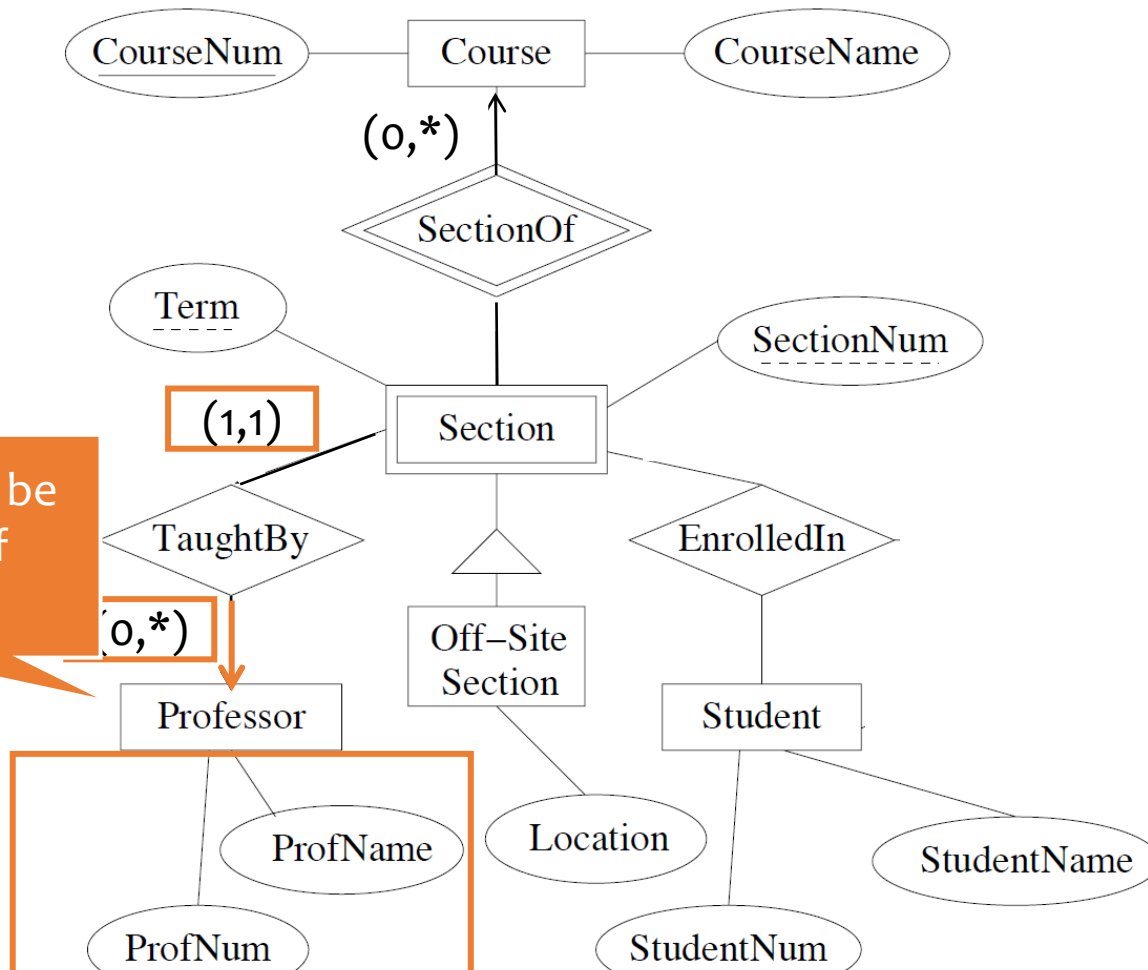 CourseNum
Course
CourseName
(0,*)
SectionOf
Term
SectionNum
(1,1)
Section
be
TaughtBy
EnrolledIn
0,*)
Off-Site
Section
Professor
Student
ProfName
Location
StudentName
ProfNum
StudentNum